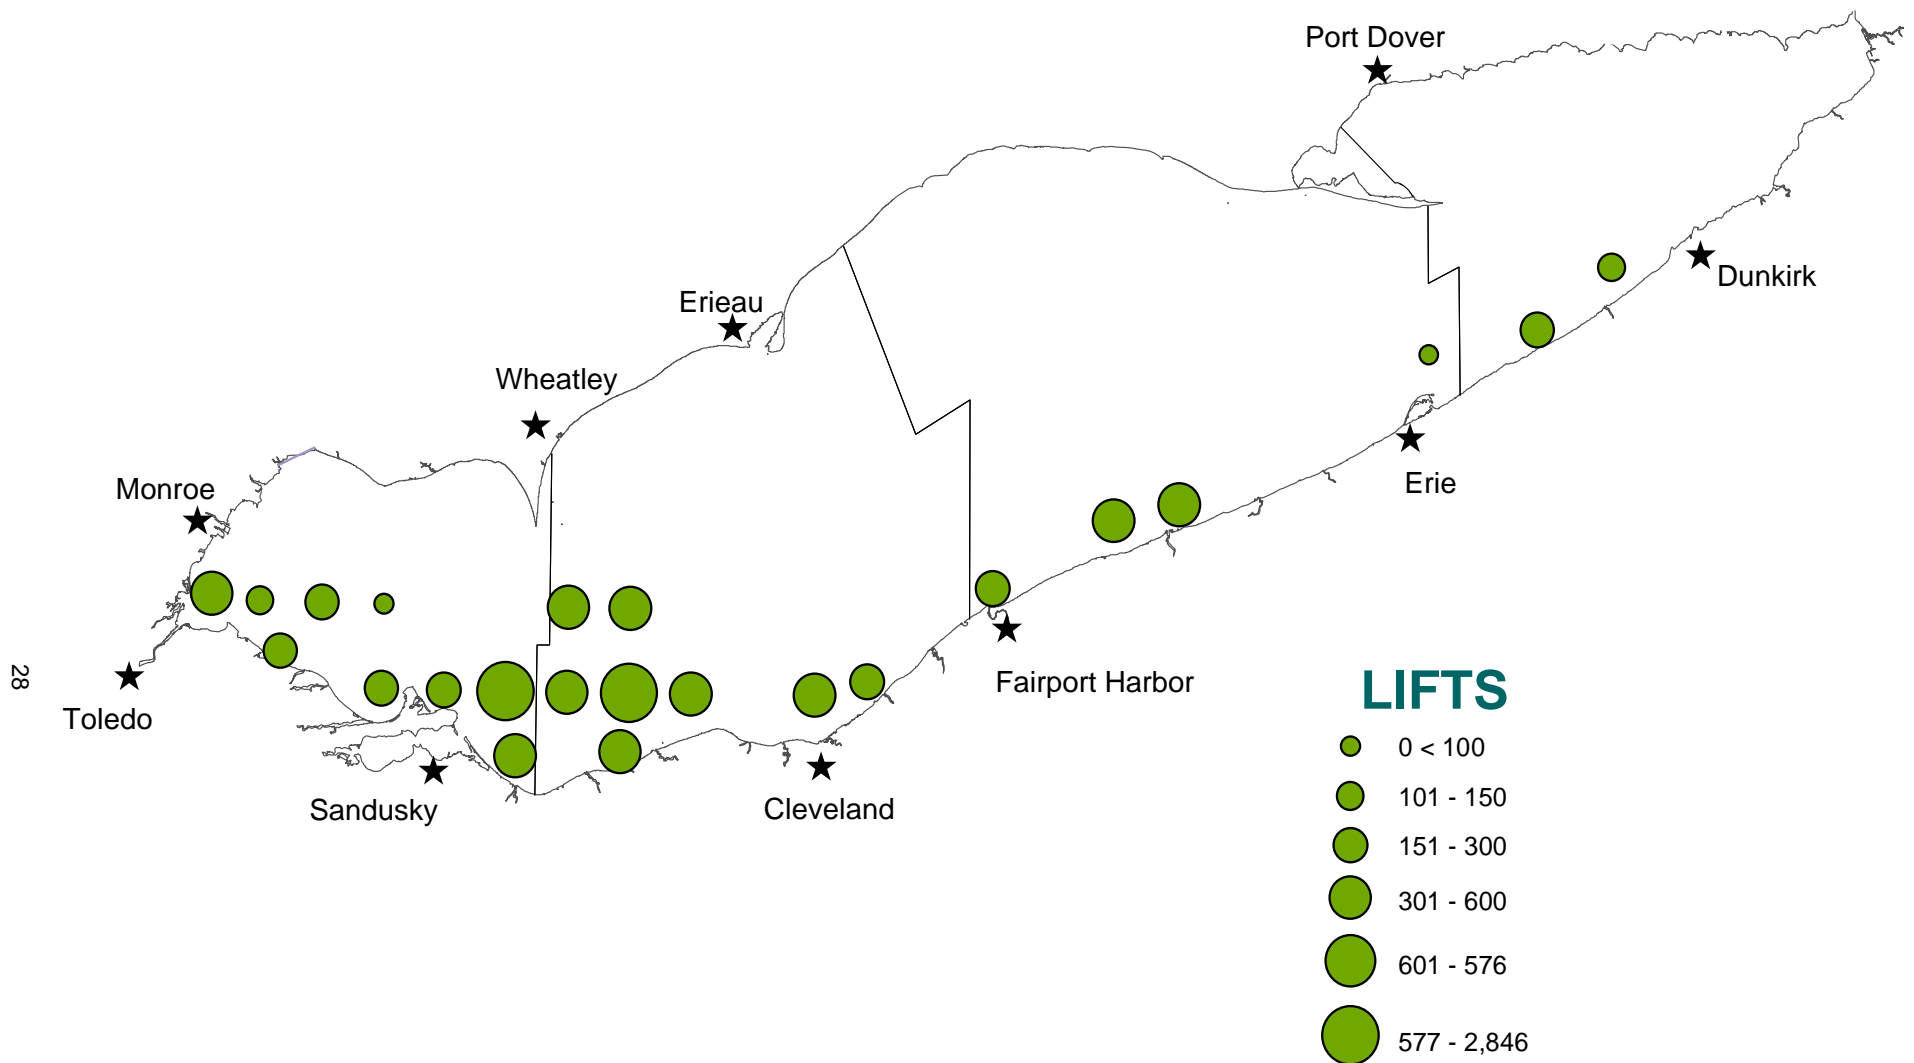 Port Dover
Dunkirk
Erieau
Wheatley
Erie
Monroe
Fairport Harbor
Toledo
Sandusky
Cleveland
28
LIFTS
0 < 100
101 - 150
151 - 300
301 - 600
601 - 576
577 - 2,846